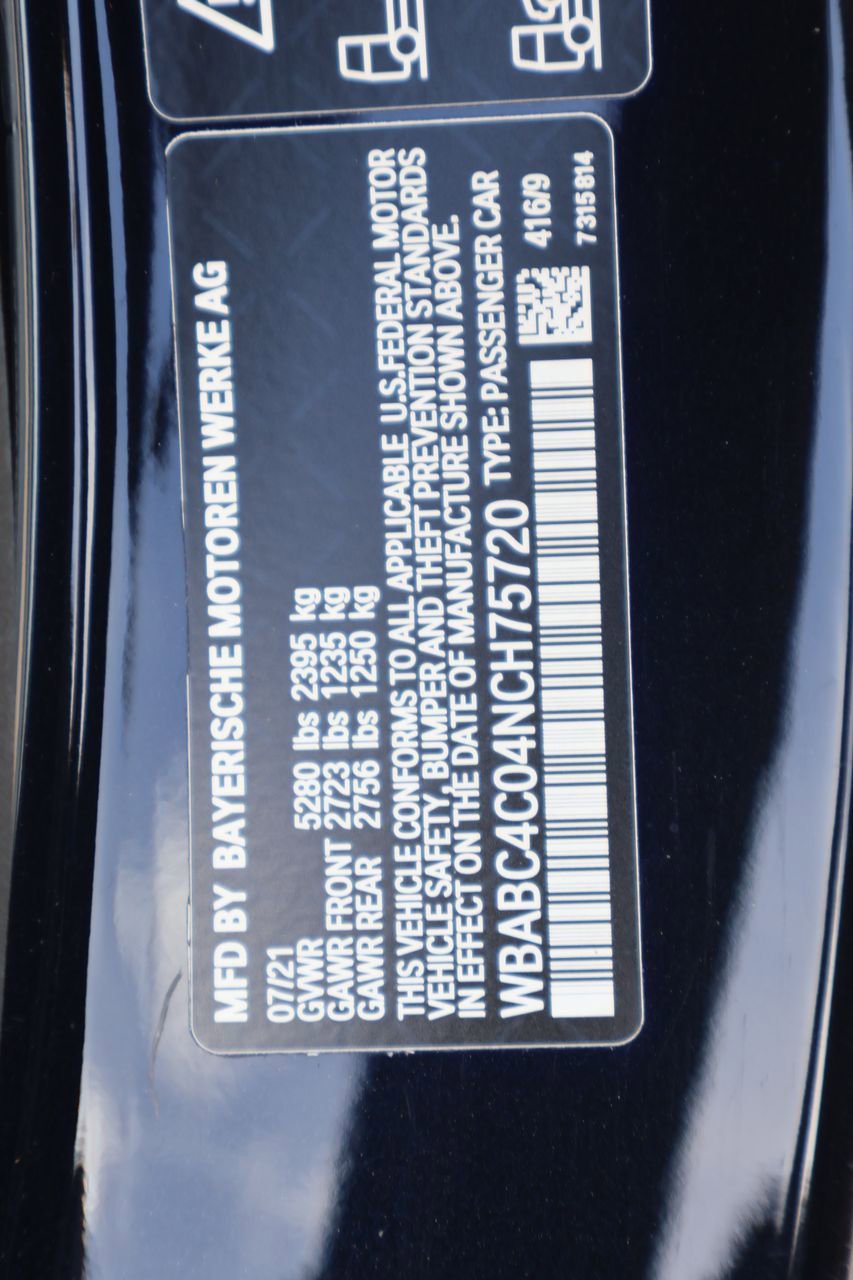 MFD BY BAYERISCHE MOTOREN WERKE AG
07/21
GVWR 5280 lbs 2395 kg
GAWR FRONT 2723 lbs 1235 kg
GAWR REAR 2756 lbs 1250 kg
THIS VEHICLE CONFORMS TO ALL APPLICABLE U.S.FEDERAL MOTOR
VEHICLE SAFETY, BUMPER AND THEFT PREVENTION STANDARDS
IN EFFECT ON THE DATE OF MANUFACTURE SHOWN ABOVE.
WBABC4C04NCH75720 TYPE: PASSENGER CAR
416/9
7315814